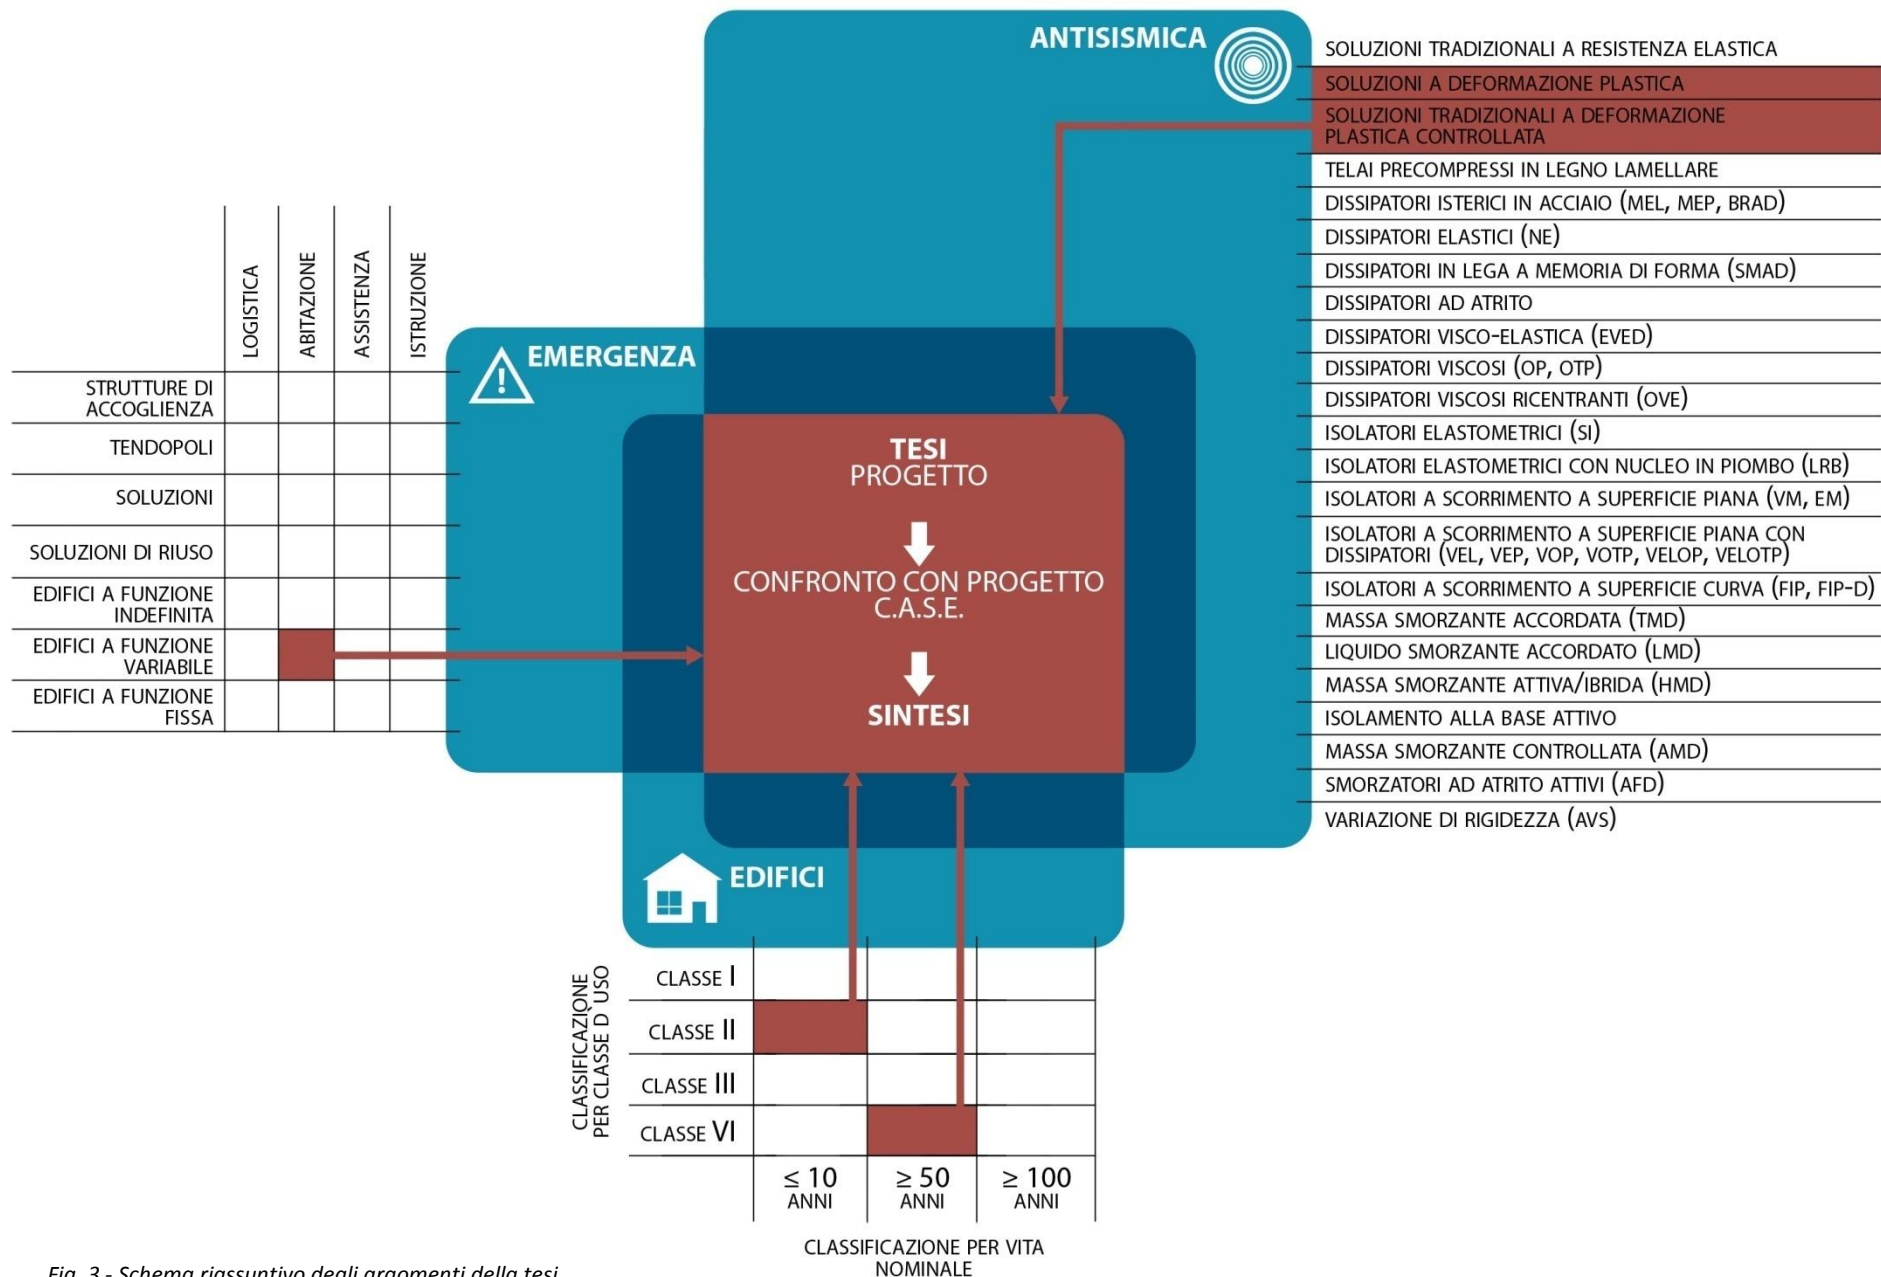 ANTISISMICA
SOLUZIONI TRADIZIONALI A RESISTENZA ELASTICA
SOLUZIONI A DEFORMAZIONE PLASTICA
SOLUZIONI TRADIZIONALI A DEFORMAZIONE
PLASTICA CONTROLLATA
TELAI PRECOMPRESSI IN LEGNO LAMELLARE
DISSIPATORI ISTERICI IN ACCIAIO (MEL, MEP, BRAD)
DISSIPATORI ELASTICI (NE)
DISSIPATORI IN LEGA A MEMORIA DI FORMA (SMAD)
DISSIPATORI AD ATRITO
DISSIPATORI VISCO-ELASTICA (EVED)
DISSIPATORI VISCOSI (OP, OTP)
DISSIPATORI VISCOSI RICENTRANTI (OVE)
ISOLATORI ELASTOMETRICI (SI)
ISOLATORI ELASTOMETRICI CON NUCLEO IN PIOMBO (LRB)
ISOLATORI A SCORRIMENTO A SUPERFICIE PIANA (VM, EM)
ISOLATORI A SCORRIMENTO A SUPERFICIE PIANA CON
DISSIPATORI (VEL, VEP, VOP, VOTP, VELOP, VELOTP)
ISOLATORI A SCORRIMENTO A SUPERFICIE CURVA (FIP, FIP-D)
MASSA SMORZANTE ACCORDATA (TMD)
LIQUIDO SMORZANTE ACCORDATO (LMD)
MASSA SMORZANTE ATTIVA/IBRIDA (HMD)
ISOLAMENTO ALLA BASE ATTIVO
MASSA SMORZANTE CONTROLLATA (AMD)
SMORZATORI AD ATRITO ATTIVI (AFD)
VARIAZIONE DI RIGIDEZZA (AVS)
LOGISTICA
ABITAZIONE
ASSISTENZA
ISTRUZIONE
STRUTTURE DI
ACCOGLIENZA
TENDOPOLI
SOLUZIONI
SOLUZIONI DI RIUSO
EDIFICI A FUNZIONE
INDEFINITA
EDIFICI A FUNZIONE
VARIABILE
EDIFICI A FUNZIONE
FISSA
! EMERGENZA
TESI
PROGETTO
CONFRONTO CON PROGETTO
C.A.S.E.
SINTESI
EDIFICI
CLASSIFICAZIONE
PER CLASSE D`USO
CLASSE I
CLASSE II
CLASSE III
CLASSE VI
≤ 10
ANNI
≥ 50
ANNI
≥ 100
ANNI
CLASSIFICAZIONE PER VITA
NOMINALE
Fig. 3 - Schema riassuntivo degli argomenti della tesi